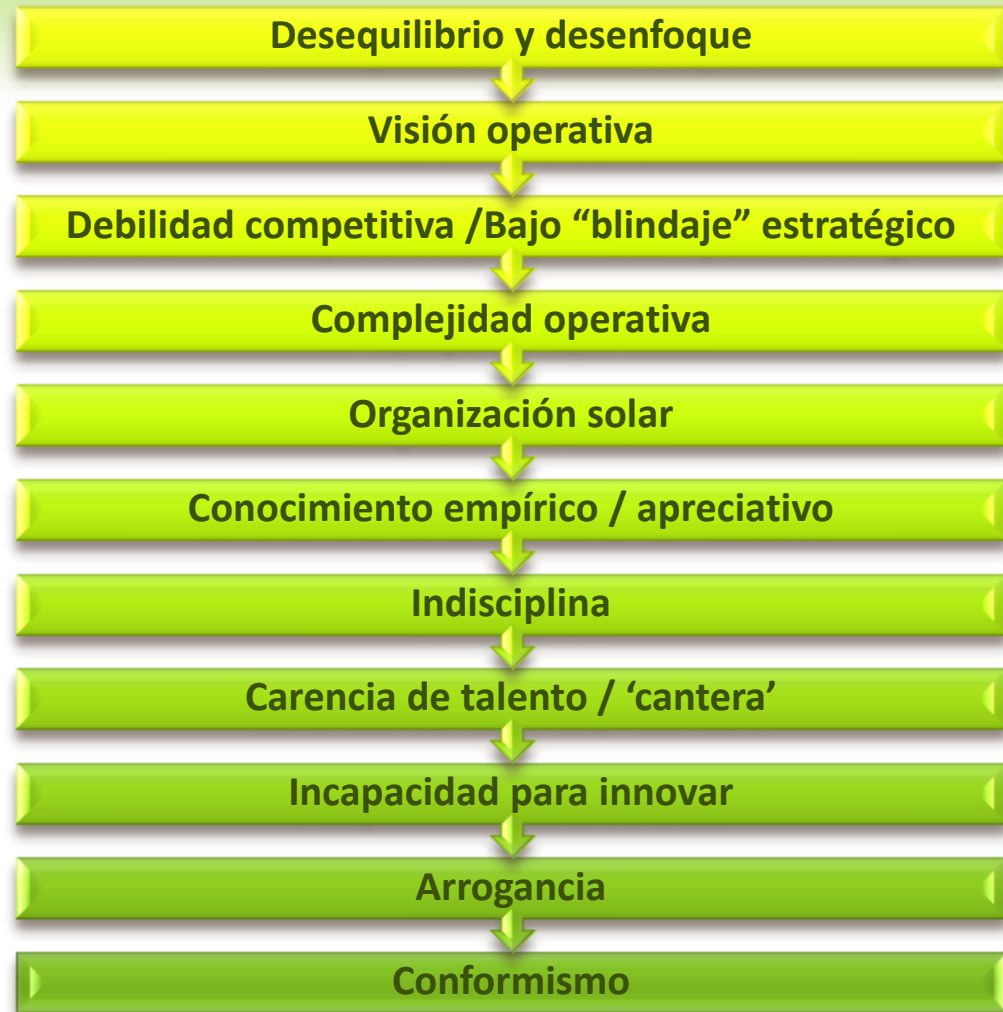 Desequilibrio y desenfoque
Visión operativa
Debilidad competitiva /Bajo “blindaje” estratégico
Complejidad operativa
Organización solar
Conocimiento empírico / apreciativo
Indisciplina
Carencia de talento / ‘cantera’
Incapacidad para innovar
Arrogancia
Conformismo